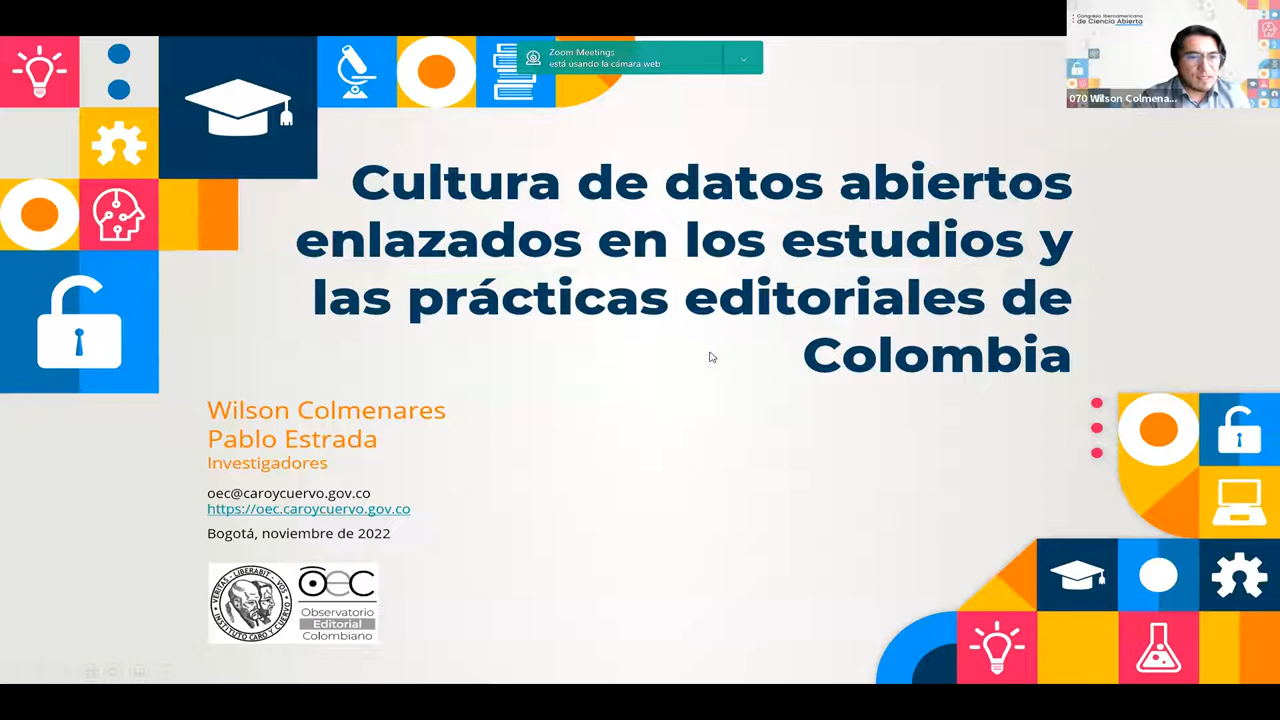 Congreso Iberoamericano
de Ciencia Abierta
070 Wilson Colmena...
Zoom Meetings
está usando la cámara web
Cultura de datos abiertos
enlazados en los estudios y
las prácticas editoriales de
Colombia
Wilson Colmenares
Pablo Estrada
Investigadores
oec@caroycuervo.gov.co
https://oec.caroycuervo.gov.co
Bogotá, noviembre de 2022
VERITAS · LIBERABIT · VOS
INSTITUTO CARO Y CUERVO
oec
Observatorio
Editorial
Colombiano